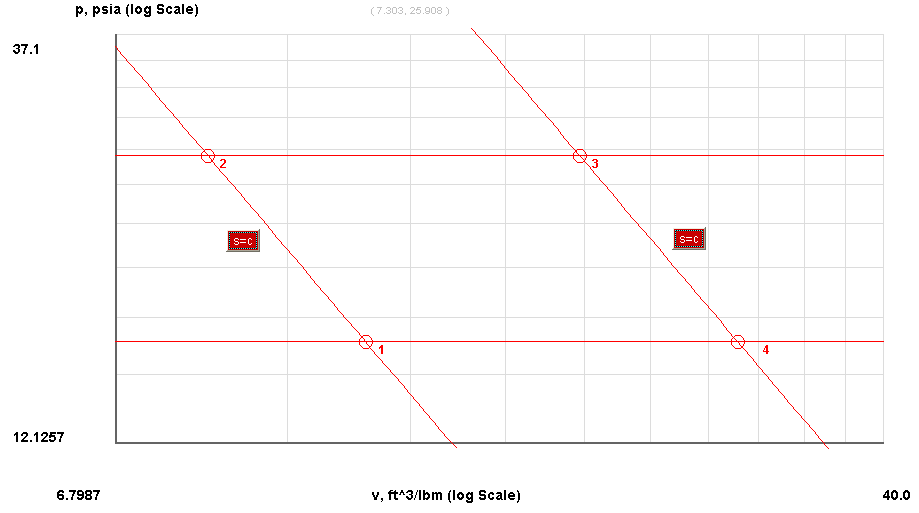 p, psia (log Scale)
( 7.303, 25.908 )
37.1
2
3
s=c
s=c
1
4
12.1257
6.7987
v, ft^3/lbm (log Scale)
40.0